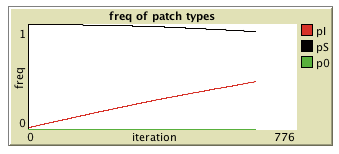 freq of patch types
1
freq
0
0 iteration 776
pI
pS
p0